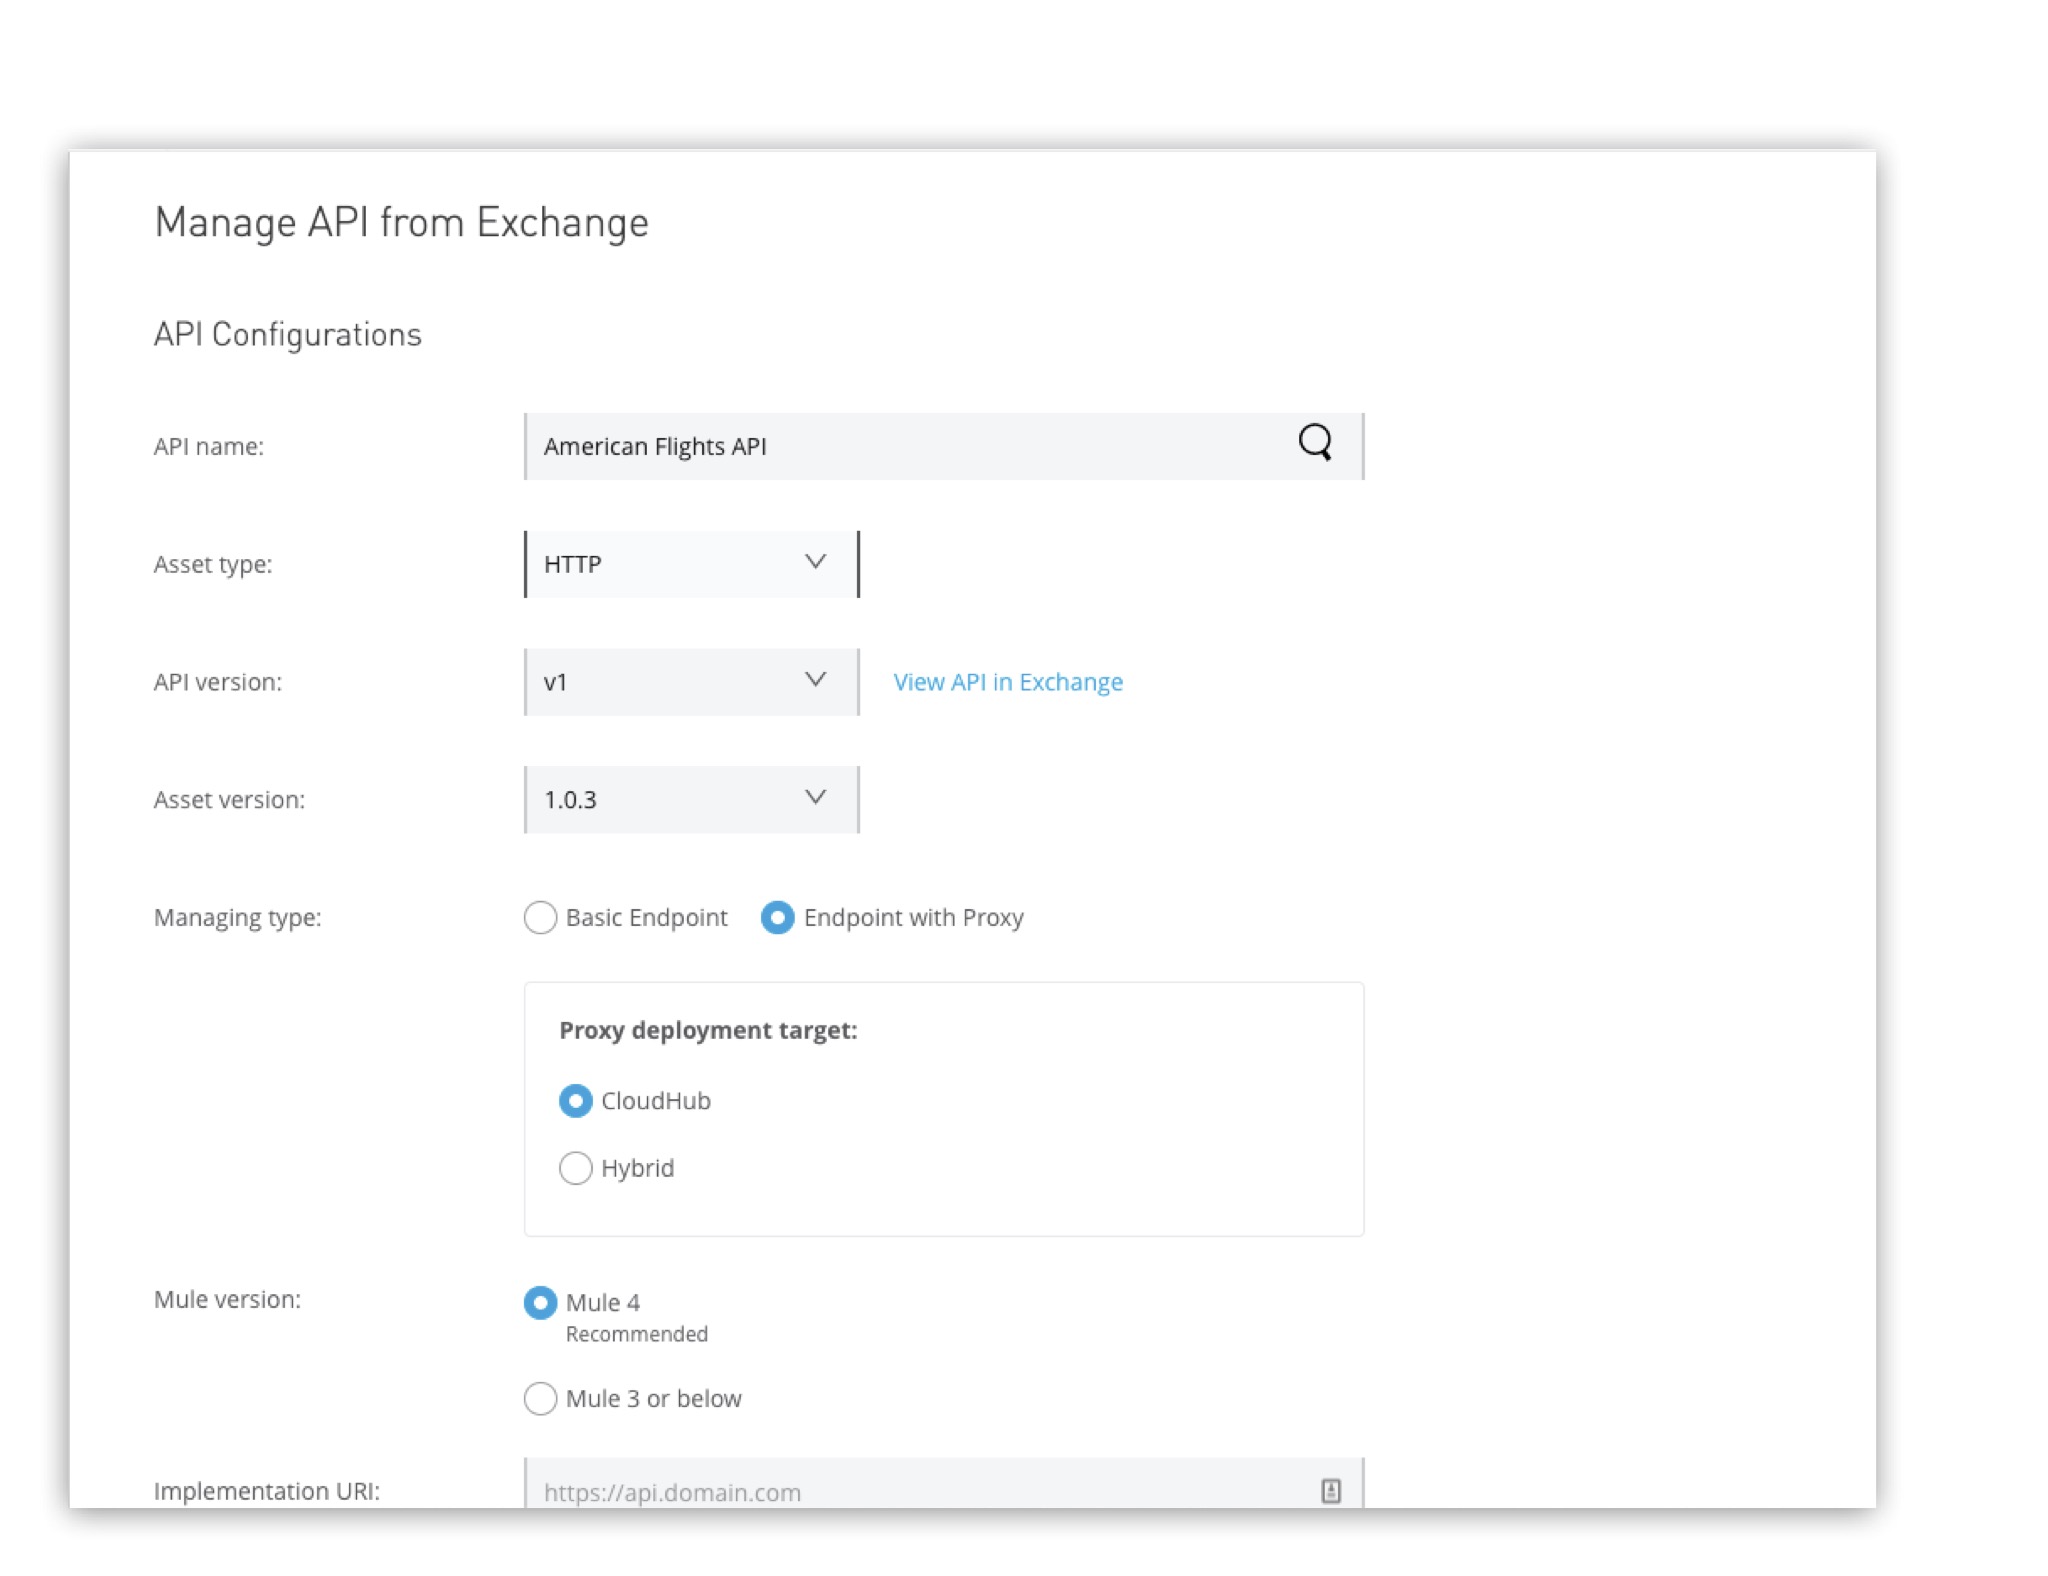 Manage API from Exchange
API Configurations
API name:
American Flights API
Asset type:
HTTP
API version:
v1
View API in Exchange
Asset version:
1.0.3
Managing type:
Basic Endpoint
Endpoint with Proxy
Proxy deployment target:
CloudHub
Hybrid
Mule version:
Mule 4
Recommended
Mule 3 or below
Implementation URI:
https://api.domain.com